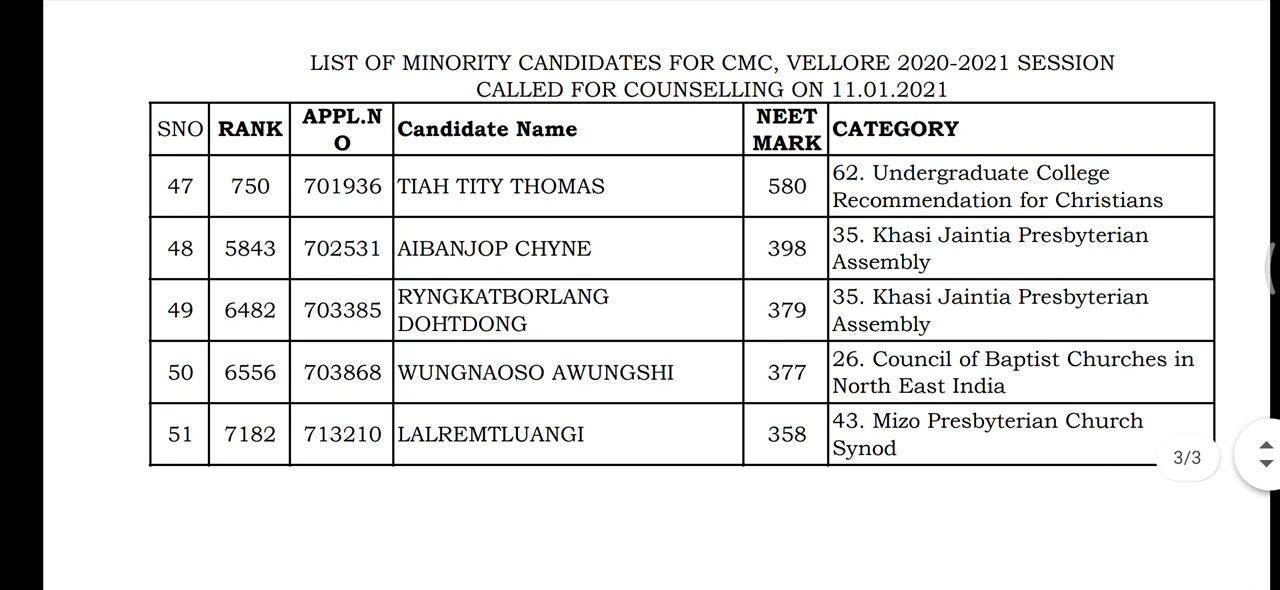 LIST OF MINORITY CANDIDATES FOR CMC, VELLORE 2020-2021 SESSION
CALLED FOR COUNSELLING ON 11.01.2021
SNO RANK APPL.N O Candidate Name NEET MARK CATEGORY
47 750 701936 TIAH TITY THOMAS 580 62. Undergraduate College
Recommendation for Christians
48 5843 702531 AIBANJOP CHYNE 398 35. Khasi Jaintia Presbyterian
Assembly
49 6482 703385 RYNGKATBORLANG
DOHTDONG 379 35. Khasi Jaintia Presbyterian
Assembly
50 6556 703868 WUNGNAOSO AWUNGSHI 377 26. Council of Baptist Churches in
North East India
51 7182 713210 LALREMTLUANGI 358 43. Mizo Presbyterian Church
Synod
3/3